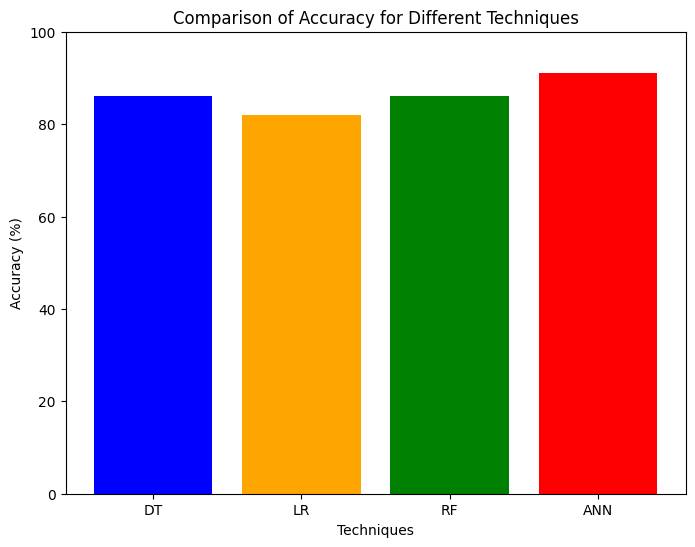 Comparison of Accuracy for Different Techniques
Accuracy (%)
100
80
60
40
20
0
DT LR RF ANN
Techniques